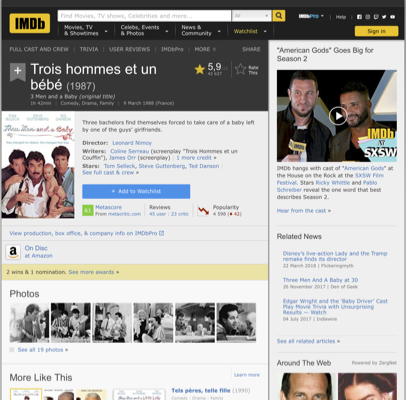 IMDb
Find Movies, TV shows, Celebrities and more...
All
IMDbPro
Help
Movies, TV
& Showtimes
Celebs, Events
& Photos
News &
Community
Watchlist
Sign in
FULL CAST AND CREW | TRIVIA | USER REVIEWS | IMDbPro | MORE
SHARE
Trois hommes et un
bébé (1987)
5,9
Rate
This
3 Men and a Baby (original title)
1h 42min | Comedy, Drama, Family | 9 March 1988 (France)
Three bachelors find themselves forced to take care of a baby left
by one of the guys' girlfriends.
Director: Leonard Nimoy
Writers: Coline Serreau (screenplay "Trois Hommes et un
Couffin"), James Orr (screenplay) | 1 more credit »
Stars: Tom Selleck, Steve Guttenberg, Ted Danson
See full cast & crew »
+ Add to Watchlist
Metascore
From metacritic.com
Reviews
43 user | 23 critic
Popularity
View production, box office, & company info on IMDbPro
On Disc
at Amazon
2 wins & 1 nomination. See more awards »
Photos
See all 19 photos »
More Like This
Learn more
Tels pères, telle fille (1990)
Comedy | Drama | Family
"American Gods" Goes Big for
Season 2
IMDb
at
SXSW
IMDb hangs with cast of "American Gods" at
the House on the Rock at the SXSW Film
Festival. Stars Ricky Whittle and Pablo
Schreiber reveal the one word that best
describes Season 2.
Hear from the cast »
Related News
Disney's live-action Lady and the Tramp
remake finds its director
22 March 2018 | Flickeringmyth
Three Men And A Baby at 30
26 November 2017 | Den of Geek
Edgar Wright and the 'Baby Driver' Cast
Play Movie Trivia with Unsurprising
Results — Watch
04 July 2017 | Indiewire
See all related articles »
Around The Web
Powered by ZergNet